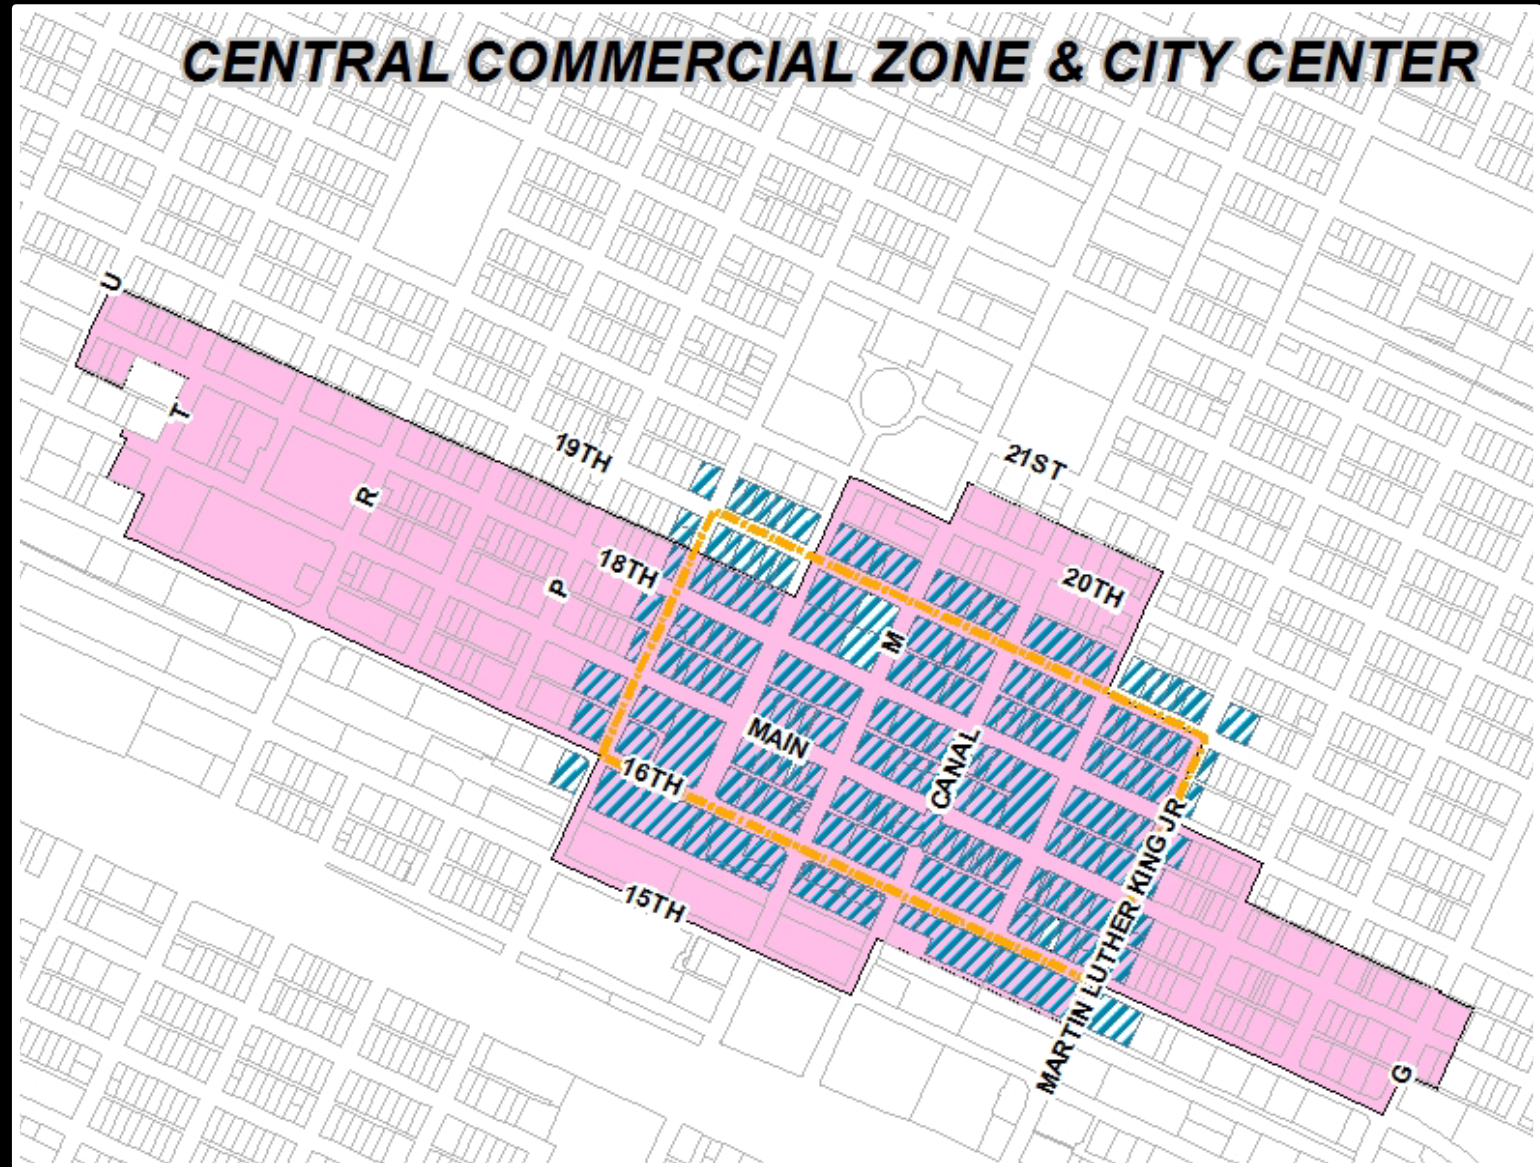 CENTRAL COMMERCIAL ZONE & CITY CENTER
U
T
R
19TH
21ST
P
18TH
20TH
M
MAIN
CANAL
16TH
15TH
MARTIN LUTHER KING JR
G